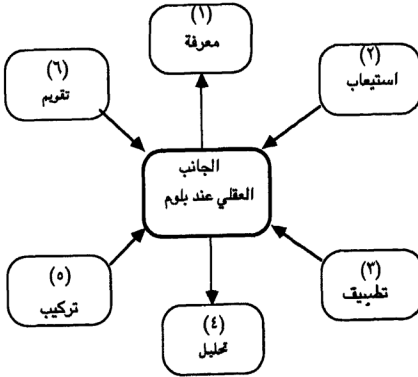 (١)
معرفة
(٢)
استيعاب
(٣)
تطبيق
(٤)
تحليل
(٥)
تركيب
(٦)
تقويم
الجانب
العقلي عند بلوم